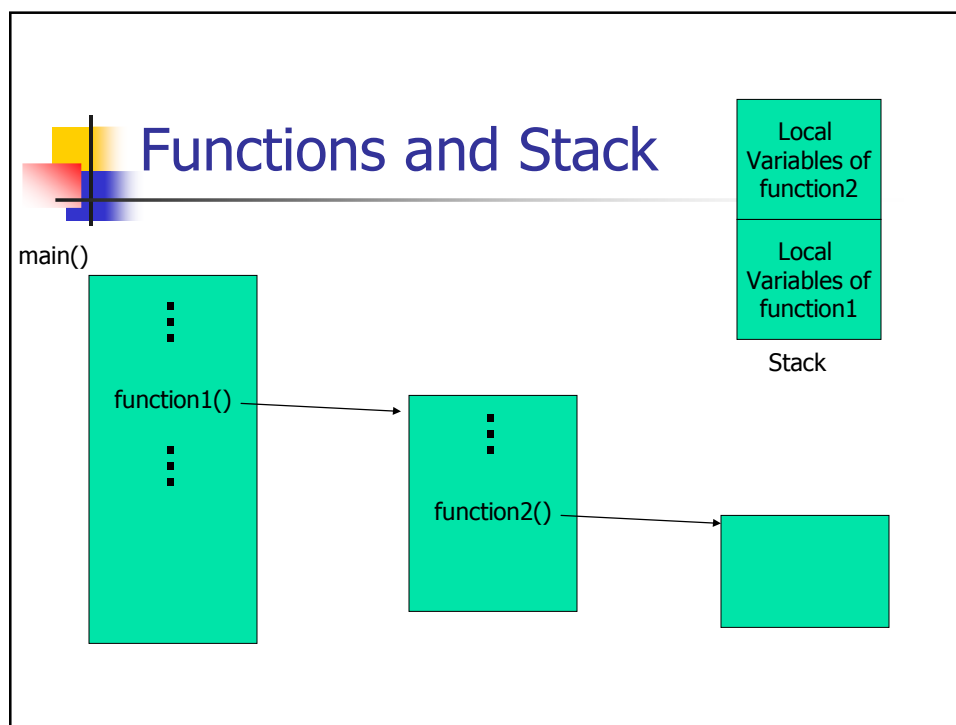 Functions and Stack
Local
Variables of
function2
Local
Variables of
function1
Stack
main()
function1()
function2()